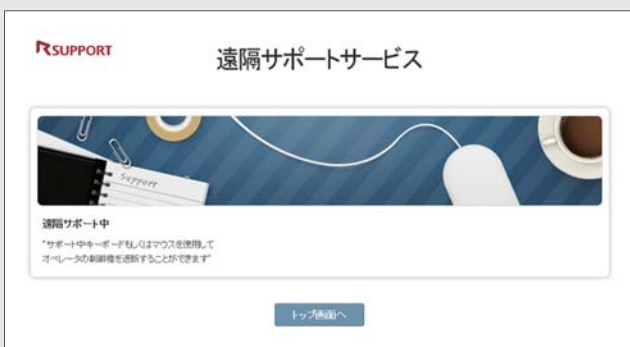 RSUPPORT
遠隔サポートサービス
Support
遠隔サポート中
"サポート中キーボードもしくはマウスを使用して
オペレータの制御権を遮断することができます"
トップ画面へ